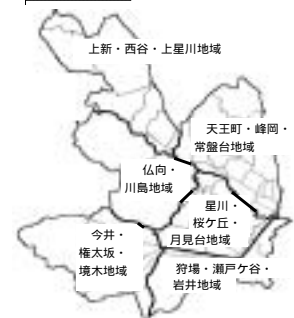 上新・西谷・上星川地域
天王町・峰岡・
常盤台地域
仏向・
川島地域
星川・
桜ケ丘・
月見台地域
今井・
権太坂・
境木地域
狩場・瀬戸ケ谷・
岩井地域